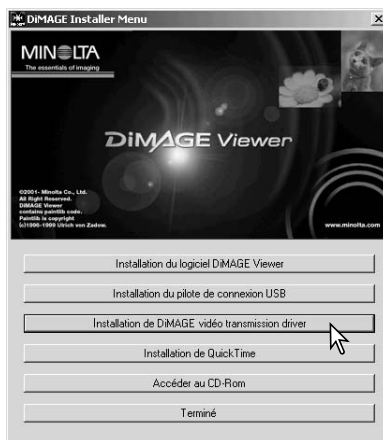 DiMAGE Installer Menu
MINOLTA
The essentials of imaging
DiMAGE Viewer
©2001- Minolta Co., Ltd.
All Right Reserved.
DiMAGE Viewer
contains paintlib code.
Paintlib is copyright
(c)1996-1999 Ulrich von Zadow.
www.minolta.com
Installation du logiciel DiMAGE Viewer
Installation du pilote de connexion USB
Installation de DiMAGE vidéo transmission driver
Installation de QuickTime
Accéder au CD-Rom
Terminé